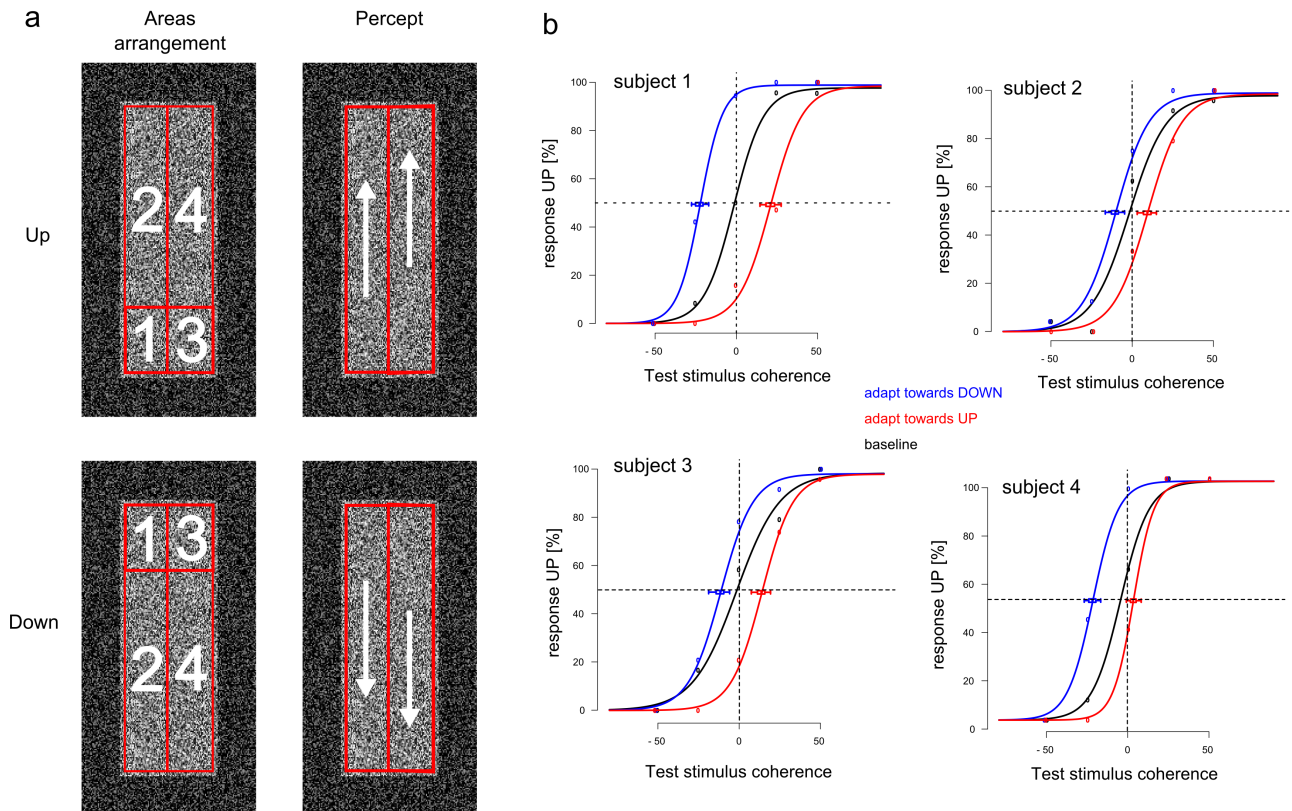 a
Areas
arrangement
Percept
Up
2 4
1 3
Down
1 3
2 4
b
subject 1
response UP [%]
100
80
60
40
20
0
- 50
0
50
Test stimulus coherence
subject 2
response UP [%]
100
80
60
40
20
0
- 50
0
50
Test stimulus coherence
adapt towards DOWN
adapt towards UP
baseline
subject 3
response UP [%]
100
80
60
40
20
0
-50
0
50
Test stimulus coherence
subject 4
response UP [%]
100
80
60
40
20
0
- 50
0
50
Test stimulus coherence